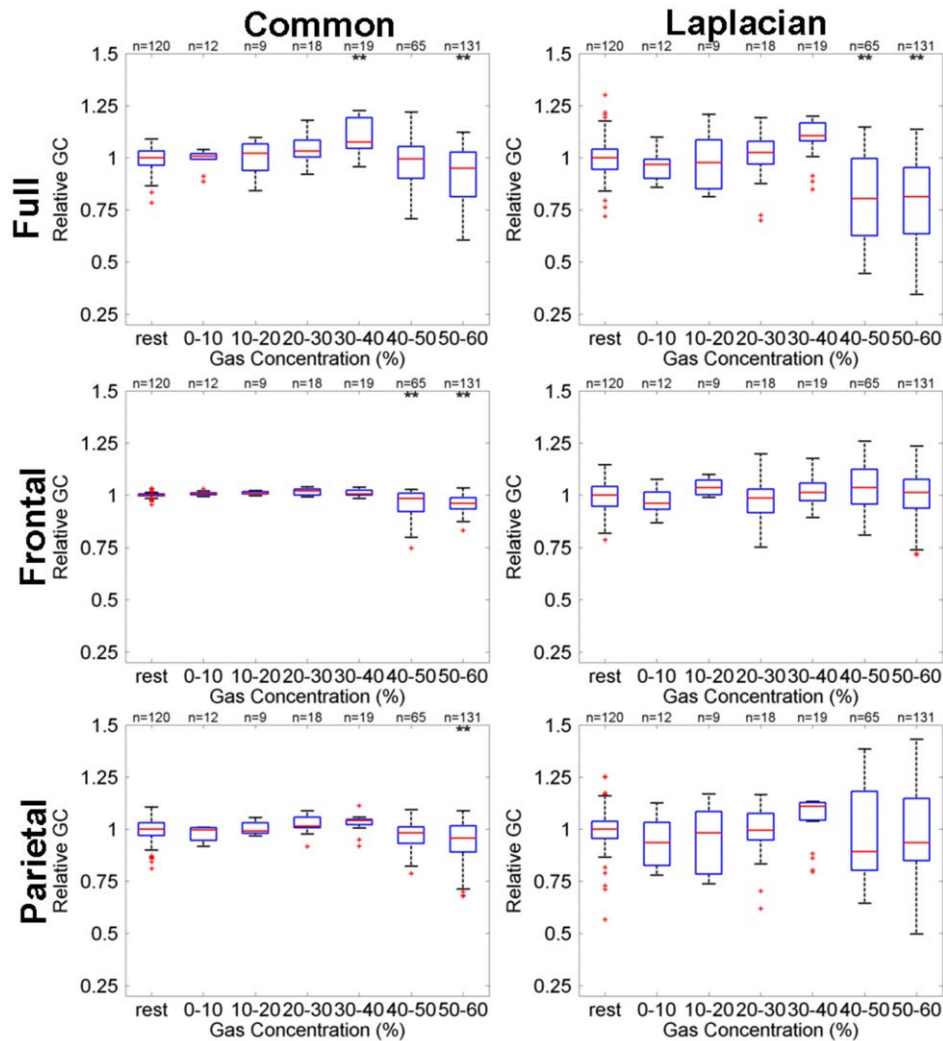 Common Laplacian
n=120 n=12 n=9 n=18 n=19 n=65 n=131 n=120 n=12 n=9 n=18 n=19 n=65 n=131
** ** ** **
1.5 1.5
1.25 1.25
1 1
0.75 0.75
0.5 0.5
0.25 0.25
Full
Relative GC Relative GC
rest 0-10 10-20 20-30 30-40 40-50 50-60 rest 0-10 10-20 20-30 30-40 40-50 50-60
Gas Concentration (%) Gas Concentration (%)
n=120 n=12 n=9 n=18 n=19 n=65 n=131 n=120 n=12 n=9 n=18 n=19 n=65 n=131
** **
1.5 1.5
1.25 1.25
1 1
0.75 0.75
0.5 0.5
0.25 0.25
Frontal
Relative GC Relative GC
rest 0-10 10-20 20-30 30-40 40-50 50-60 rest 0-10 10-20 20-30 30-40 40-50 50-60
Gas Concentration (%) Gas Concentration (%)
n=120 n=12 n=9 n=18 n=19 n=65 n=131 n=120 n=12 n=9 n=18 n=19 n=65 n=131
**
1.5 1.5
1.25 1.25
1 1
0.75 0.75
0.5 0.5
0.25 0.25
Parietal
Relative GC Relative GC
rest 0-10 10-20 20-30 30-40 40-50 50-60 rest 0-10 10-20 20-30 30-40 40-50 50-60
Gas Concentration (%) Gas Concentration (%)